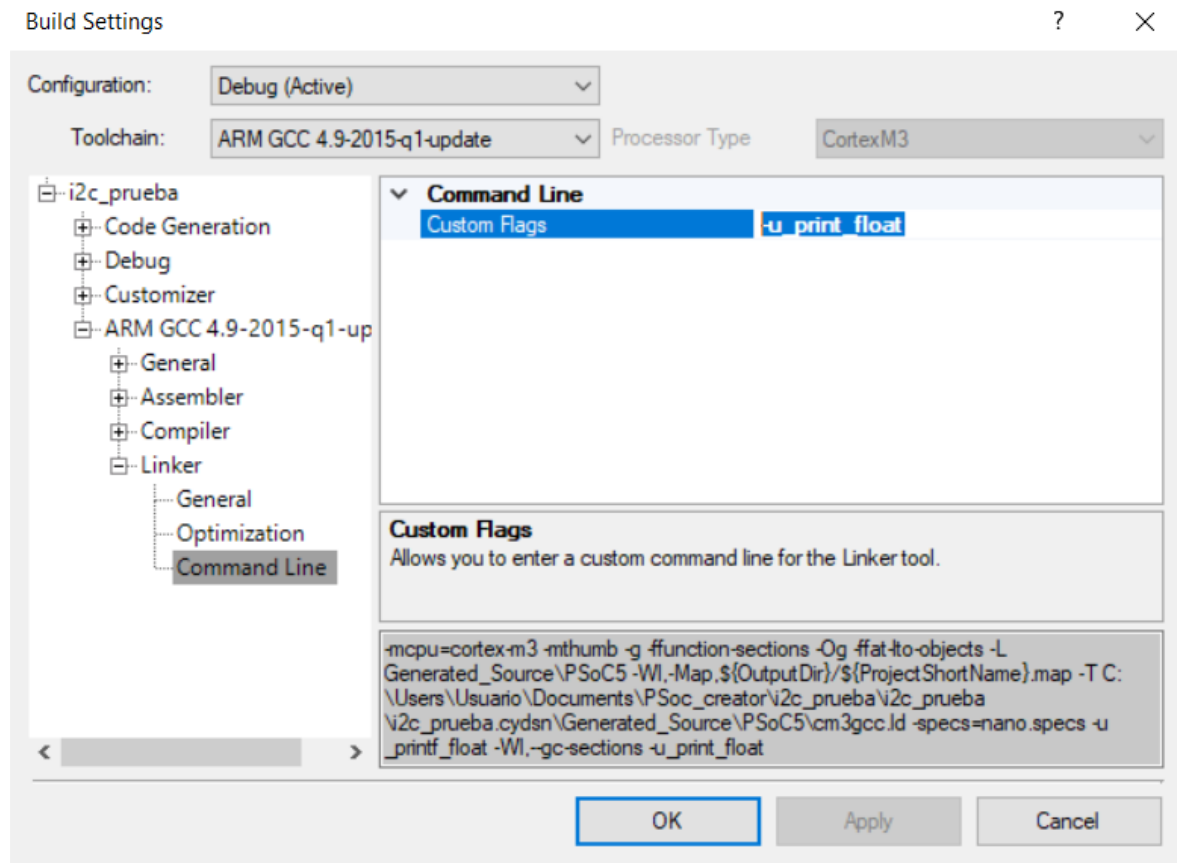 Build Settings ?
Configuration: Debug (Active)
Toolchain: ARM GCC 4.9-2015-q1-update Processor Type CortexM3
i2c_prueba
Code Generation
Debug
Customizer
ARM GCC 4.9-2015-q1-up
General
Assembler
Compiler
Linker
General
Optimization
Command Line
Command Line
Custom Flags -u_print_float
Custom Flags
Allows you to enter a custom command line for the Linker tool.
-mcpu=cortex-m3 -mthumb -g -ffunction-sections -Og -ffat-lto-objects -L
Generated_Source\PSoC5 -Wl,-Map,${OutputDir}/${ProjectShortName}.map -T C:
\Users\Usuario\Documents\PSoc_creator\i2c_prueba\i2c_prueba
\i2c_prueba.cydsn\Generated_Source\PSoC5\cm3gcc.ld -specs=nano.specs -u
_printf_float -Wl,--gc-sections -u_print_float
OK Apply Cancel